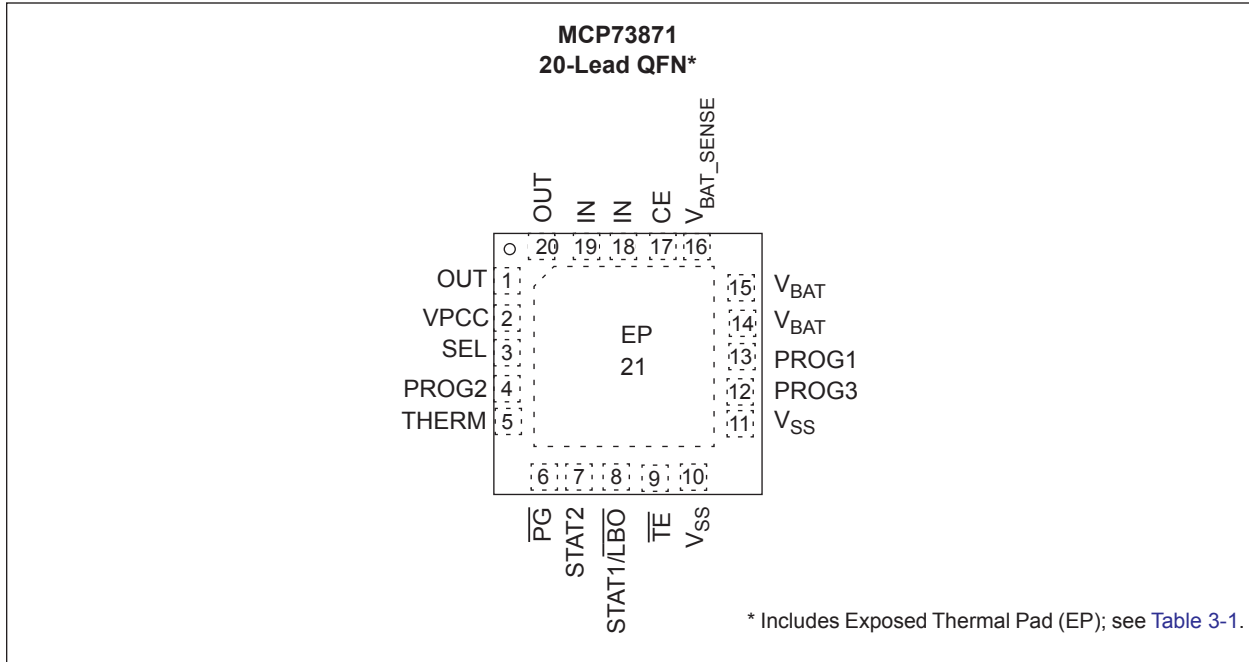 MCP73871
20-Lead QFN*
OUT
IN
IN
CE
VBAT_SENSE
20
19
18
17
16
OUT 1
VPCC 2
SEL 3
PROG2 4
THERM 5
EP
21
15 VBAT
14 VBAT
13 PROG1
12 PROG3
11 VSS
6
7
8
9
10
PG
STAT2
STAT1/LBO
TE
VSS
* Includes Exposed Thermal Pad (EP); see Table 3-1.